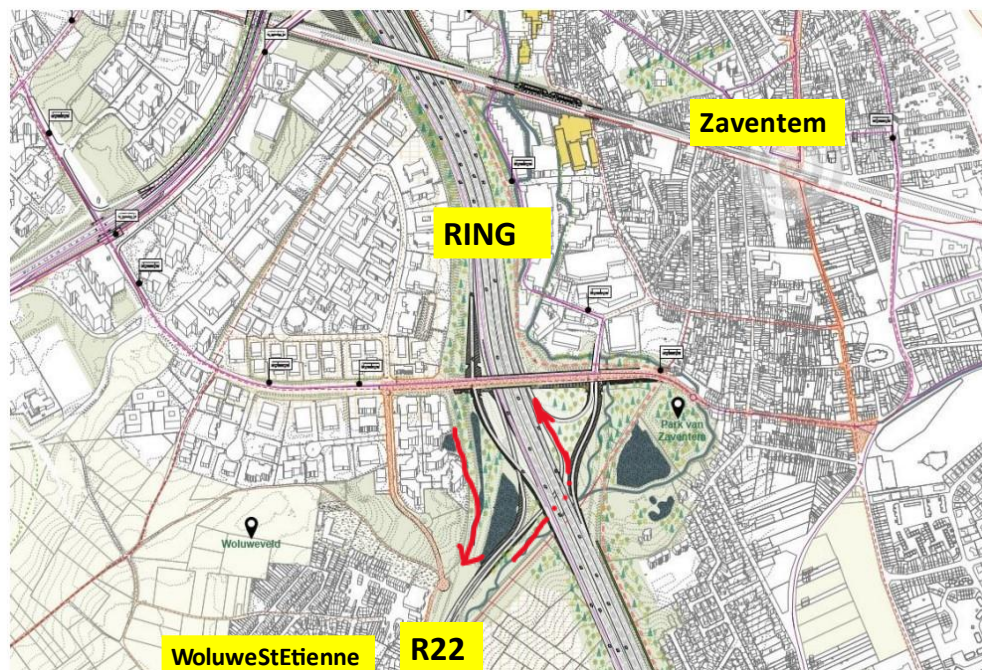 Zaventem
RING
Park van
Zaventem
Woluweveld
WoluweStEtienne
R22